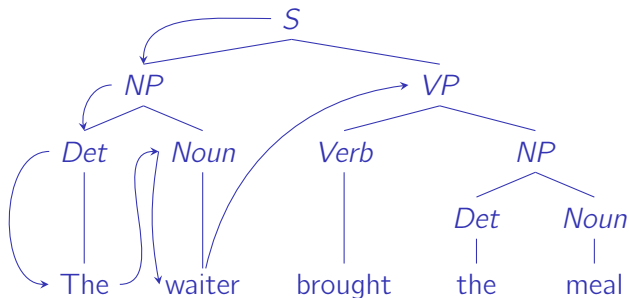 S
NP VP
Det Noun Verb NP
Det Noun
The waiter brought the meal